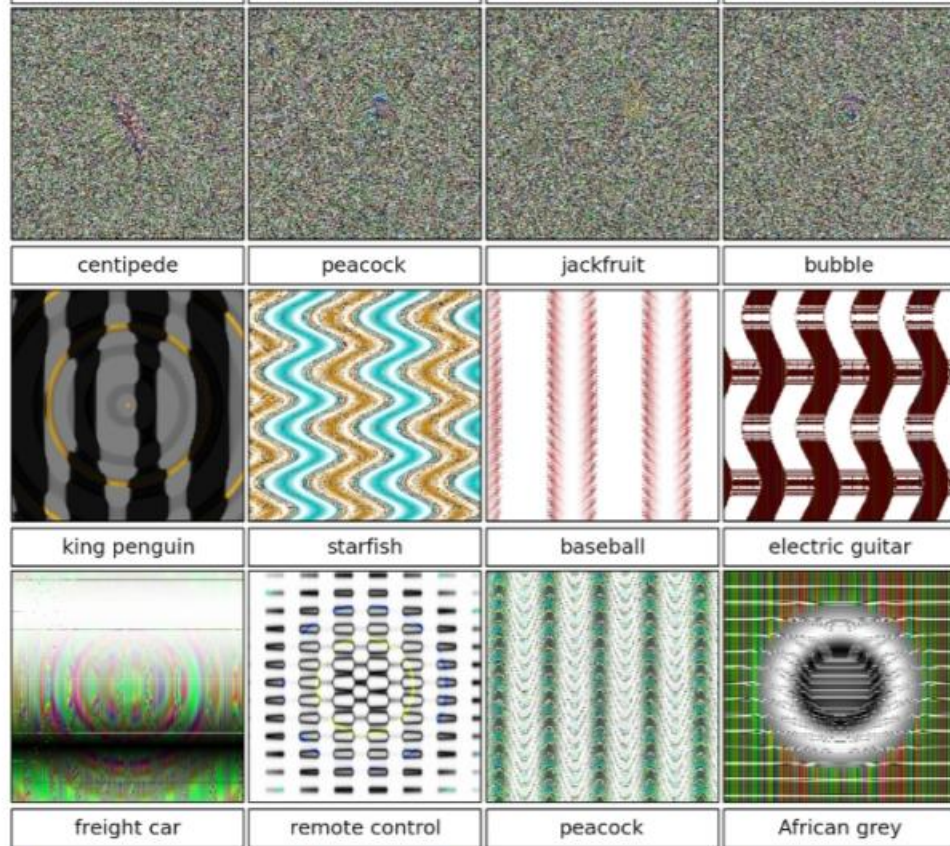 centipede
peacock
jackfruit
bubble
king penguin
starfish
baseball
electric guitar
freight car
remote control
peacock
African grey